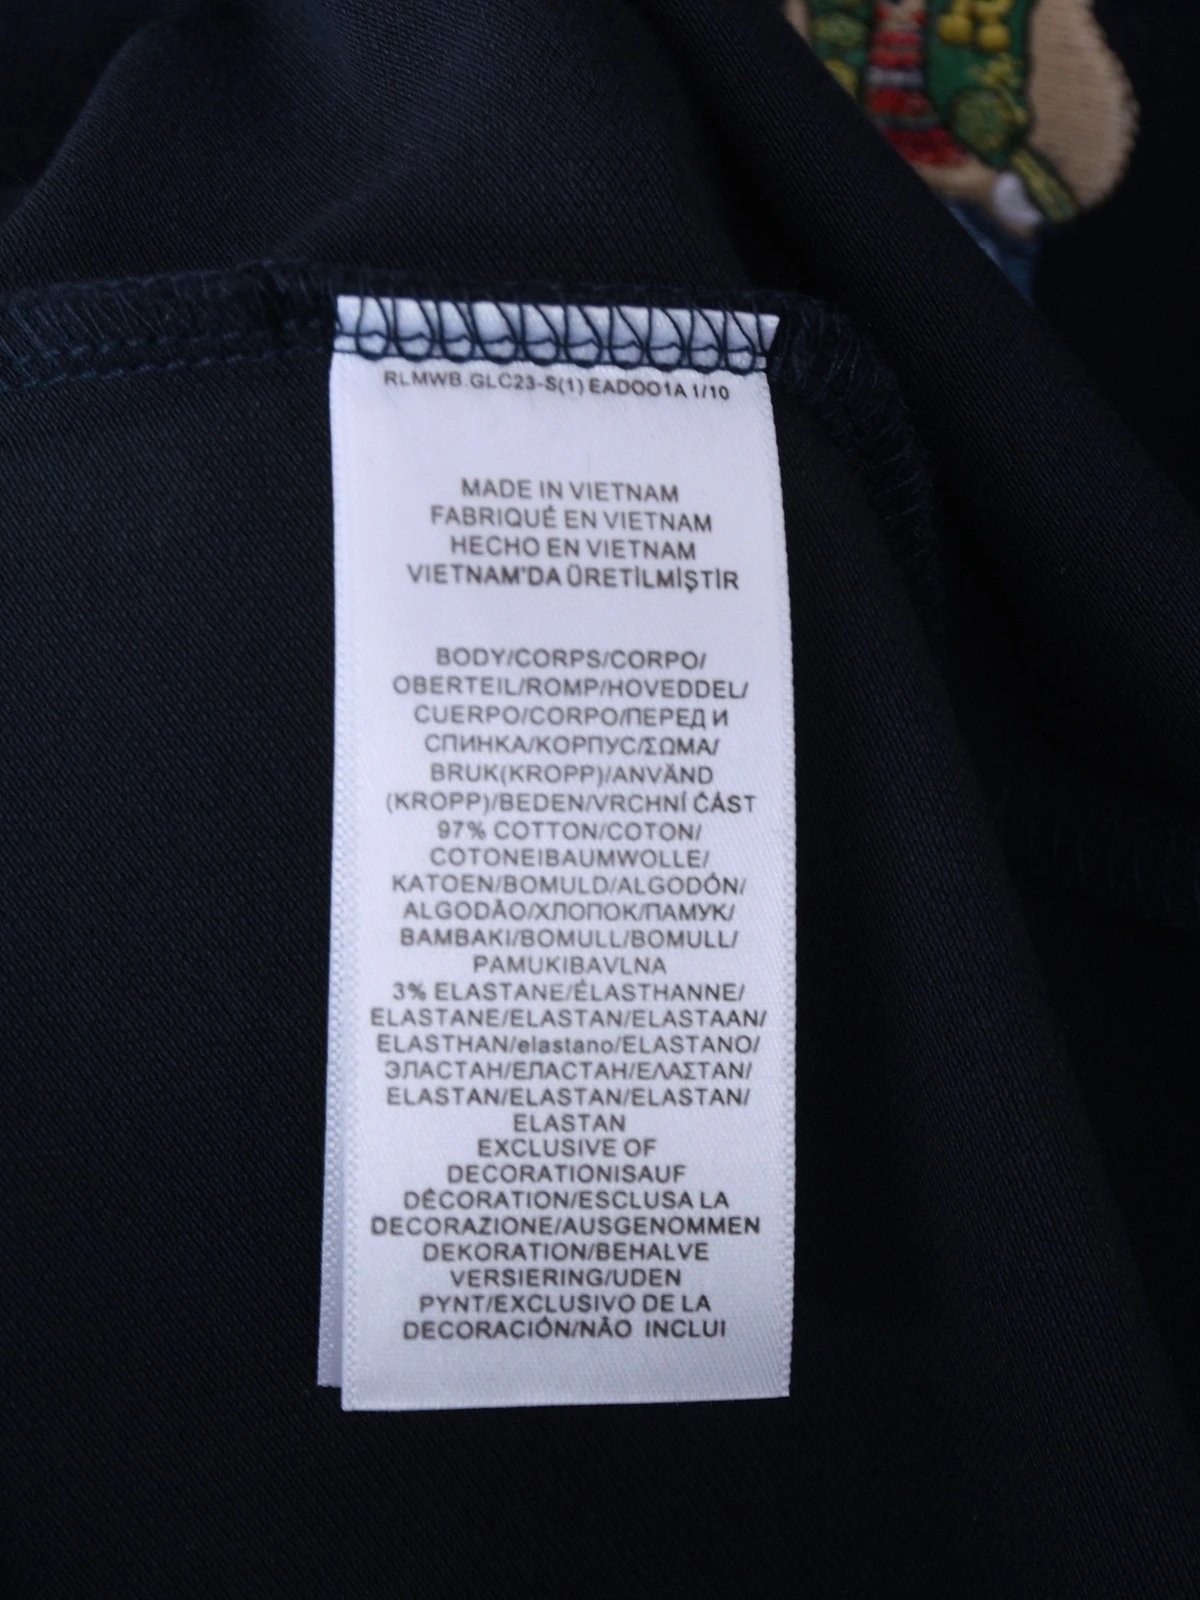 RLMWB.GLC23-S(1) EADOO1A 1/10
MADE IN VIETNAM
FABRIQUÉ EN VIETNAM
HECHO EN VIETNAM
VIETNAM'DA ÜRETİLMİŞTİR
BODY/CORPS/CORPO/
OBERTEIL/ROMP/HOVEDDEL/
CUERPO/CORPO/ПЕРЕД И
СПИНКА/КОРПУС/ΣΩΜΑ/
BRUK(KROPP)/ANVÄND
(KROPP)/BEDEN/VRCHNÍ ČÁST
97% COTTON/COTON/
COTONEIBAUMWOLLE/
KATOEN/BOMULD/ALGODÓN/
ALGODÃO/ХЛОПОК/ПАМУК/
BAMBAKI/BOMULL/BOMULL/
PAMUKIBAVLNA
3% ELASTANE/ÉLASTHANNE/
ELASTANE/ELASTAN/ELASTAAN/
ELASTHAN/elastano/ELASTANO/
ЭЛАСТАН/ЕЛАСТАН/ΕΛΑΣΤΑΝ/
ELASTAN/ELASTAN/ELASTAN/
ELASTAN
EXCLUSIVE OF
DECORATIONISAUF
DÉCORATION/ESCLUSA LA
DECORAZIONE/AUSGENOMMEN
DEKORATION/BEHALVE
VERSIERING/UDEN
PYNT/EXCLUSIVO DE LA
DECORACIÓN/NÃO INCLUI